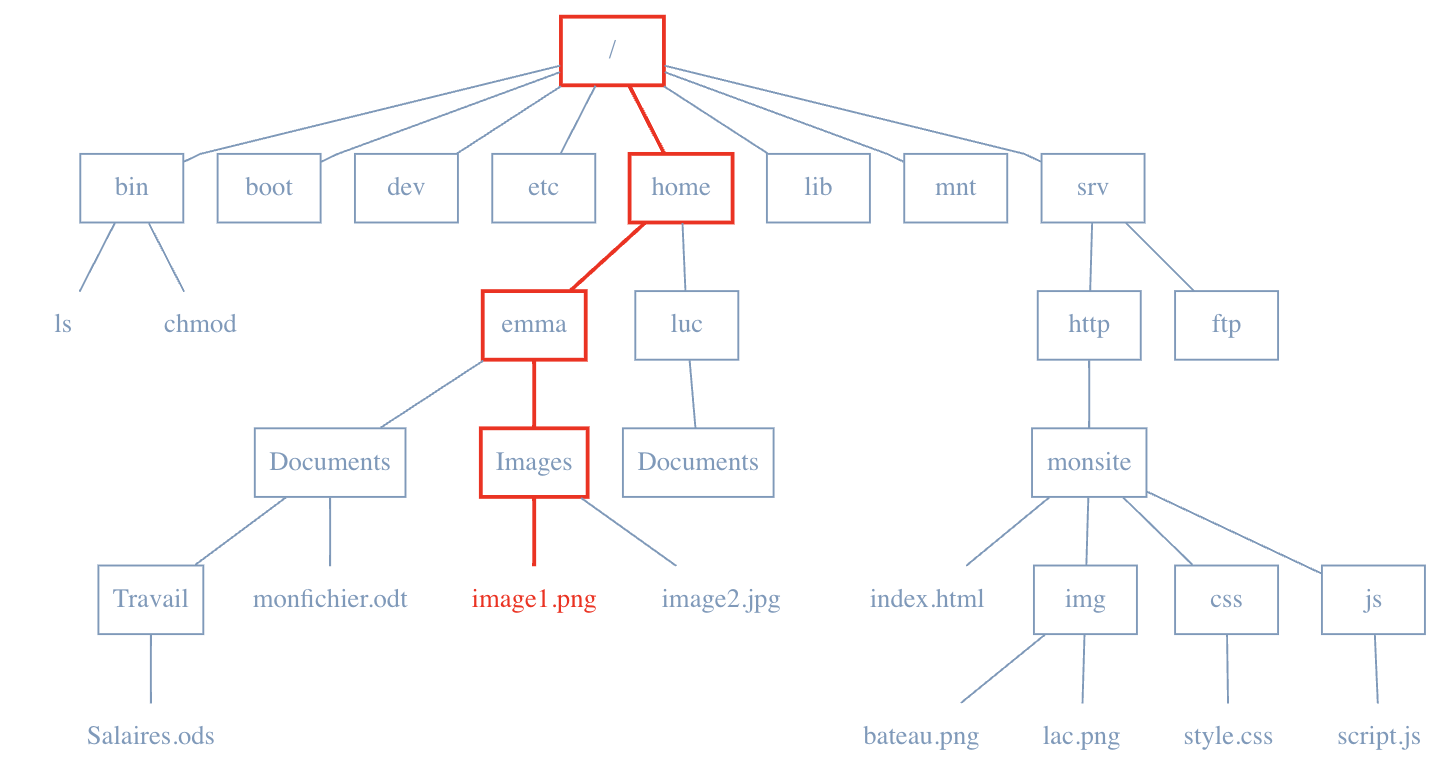 /
bin boot dev etc home lib mnt srv
ls chmod emma luc http ftp
Documents Images Documents monsite
Travail monfichier.odt image1.png image2.jpg index.html img css js
Salaires.ods bateau.png lac.png style.css script.js